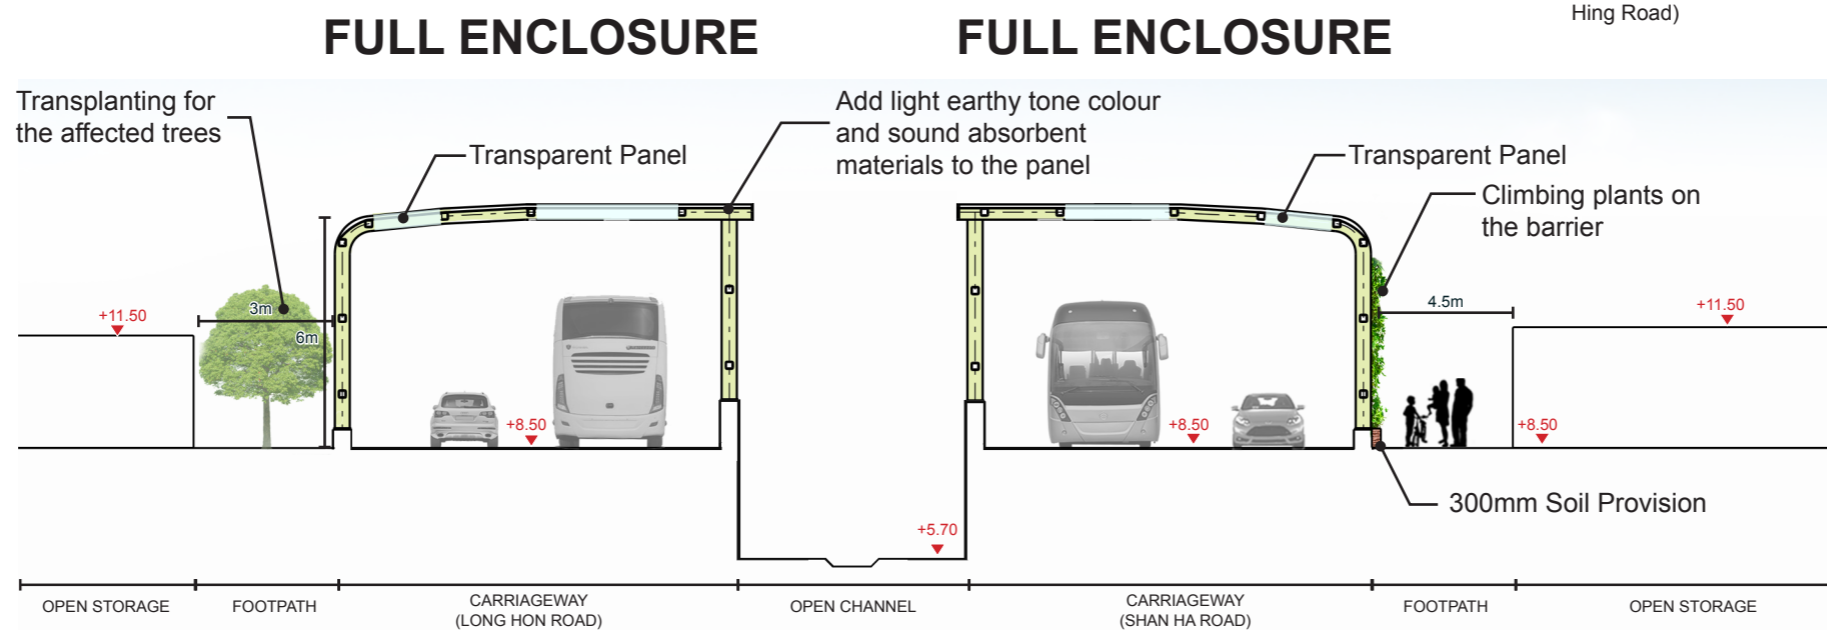 Hing Road)
FULL ENCLOSURE
FULL ENCLOSURE
Transplanting for
the affected trees
Transparent Panel
Add light earthy tone colour
and sound absorbent
materials to the panel
Transparent Panel
Climbing plants on
the barrier
+11.50
3m
6m
+8.50
+8.50
4.5m
+11.50
+8.50
+5.70
300mm Soil Provision
OPEN STORAGE
FOOTPATH
CARRIAGEWAY
(LONG HON ROAD)
OPEN CHANNEL
CARRIAGEWAY
(SHAN HA ROAD)
FOOTPATH
OPEN STORAGE